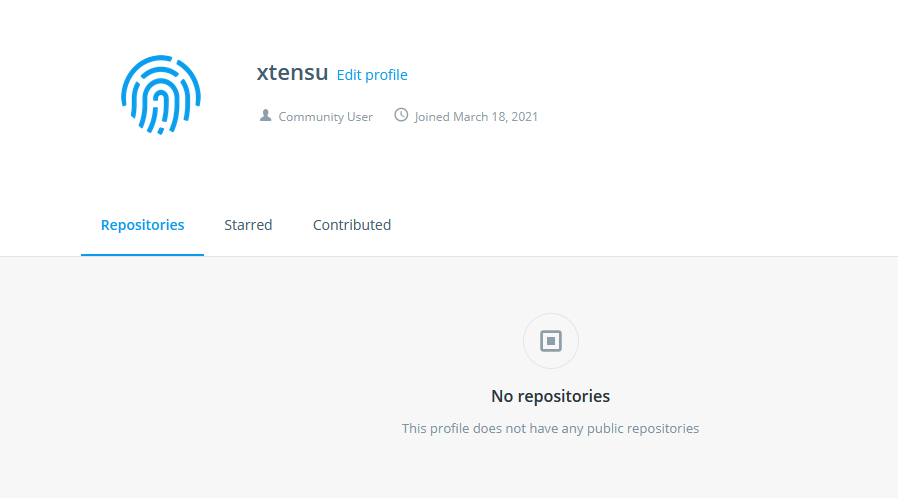 xtensu Edit profile
Community User Joined March 18, 2021
Repositories Starred Contributed
No repositories
This profile does not have any public repositories